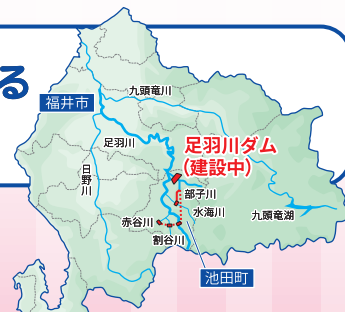 る
福井市
九頭竜川
足羽川
足羽川ダム
(建設中)
日野川
部子川
水海川
九頭竜湖
赤谷川
割谷川
池田町